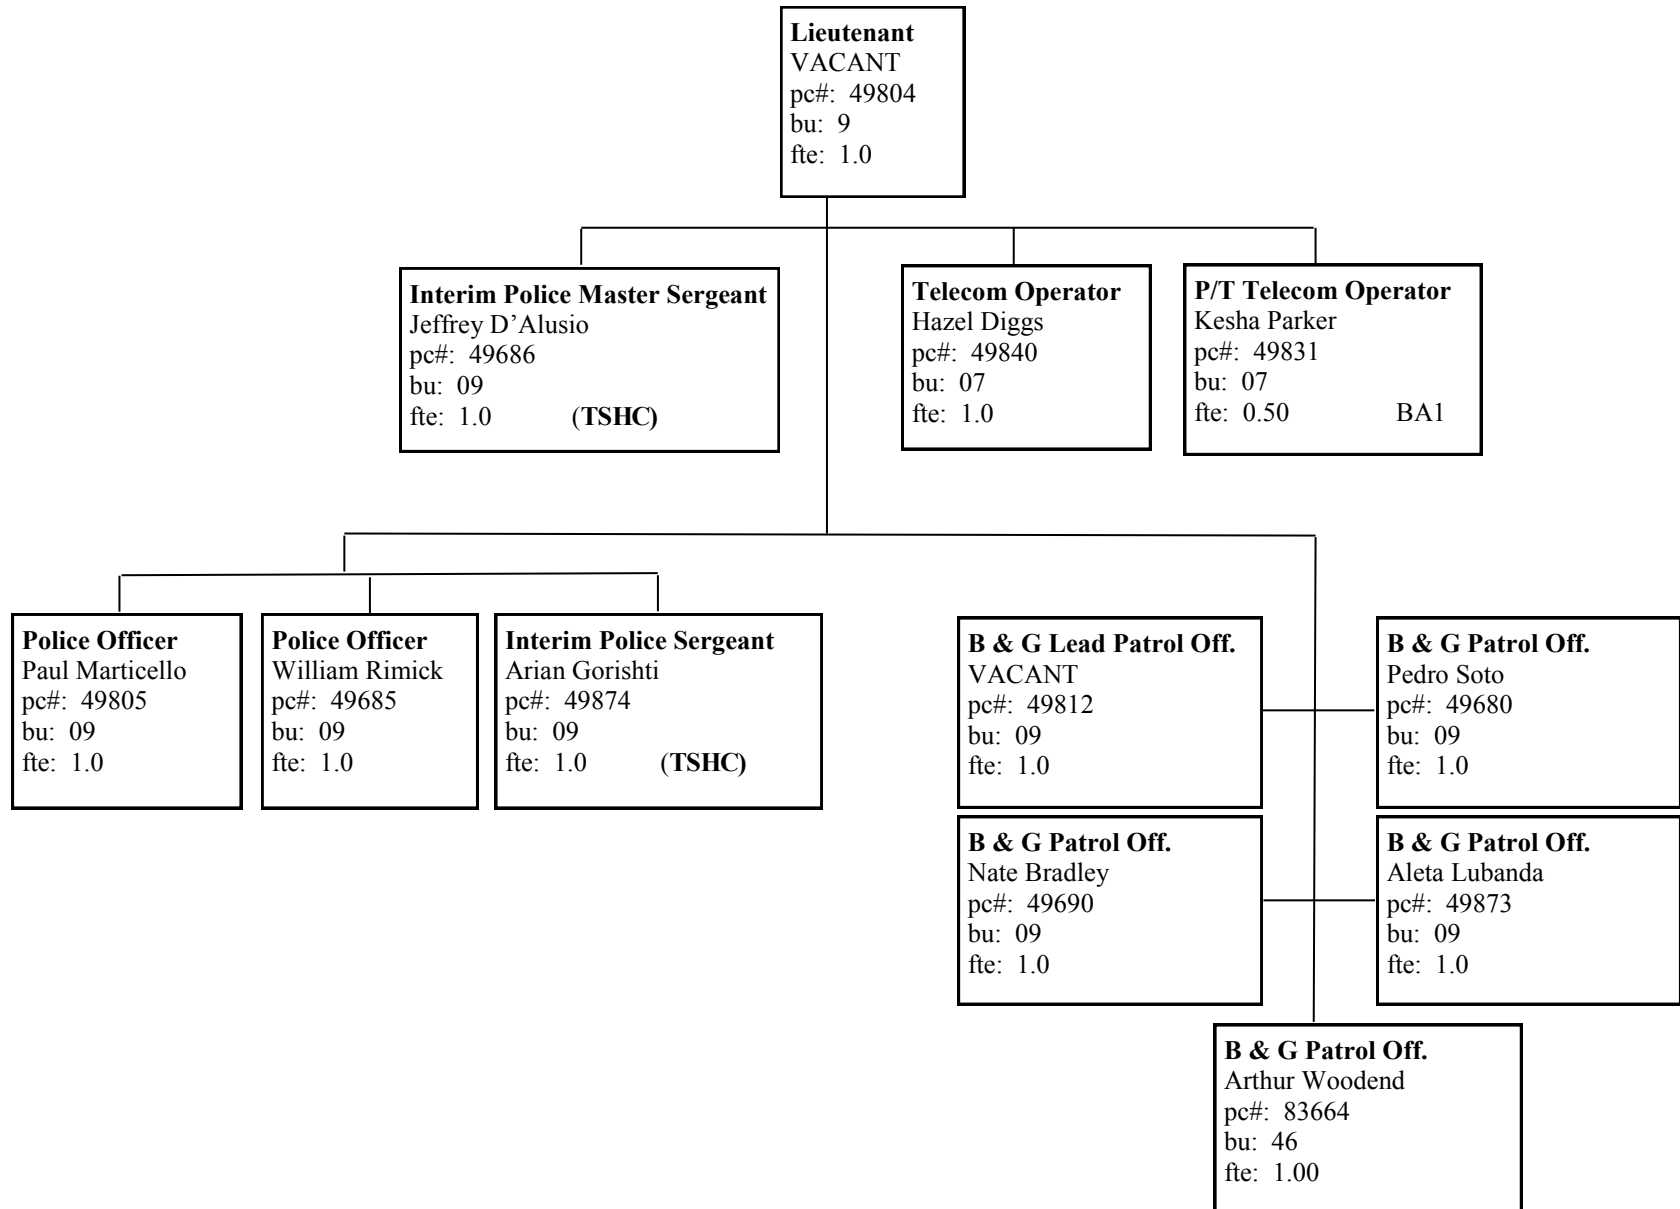 Lieutenant
VACANT
pc#: 49804
bu: 9
fte: 1.0
Interim Police Master Sergeant
Jeffrey D’Alusio
pc#: 49686
bu: 09
fte: 1.0 (TSHC)
Telecom Operator
Hazel Diggs
pc#: 49840
bu: 07
fte: 1.0
P/T Telecom Operator
Kesha Parker
pc#: 49831
bu: 07
fte: 0.50 BA1
Police Officer
Paul Marticello
pc#: 49805
bu: 09
fte: 1.0
Police Officer
William Rimick
pc#: 49685
bu: 09
fte: 1.0
Interim Police Sergeant
Arian Gorishti
pc#: 49874
bu: 09
fte: 1.0 (TSHC)
B & G Lead Patrol Off.
VACANT
pc#: 49812
bu: 09
fte: 1.0
B & G Patrol Off.
Pedro Soto
pc#: 49680
bu: 09
fte: 1.0
B & G Patrol Off.
Nate Bradley
pc#: 49690
bu: 09
fte: 1.0
B & G Patrol Off.
Aleta Lubanda
pc#: 49873
bu: 09
fte: 1.0
B & G Patrol Off.
Arthur Woodend
pc#: 83664
bu: 46
fte: 1.00